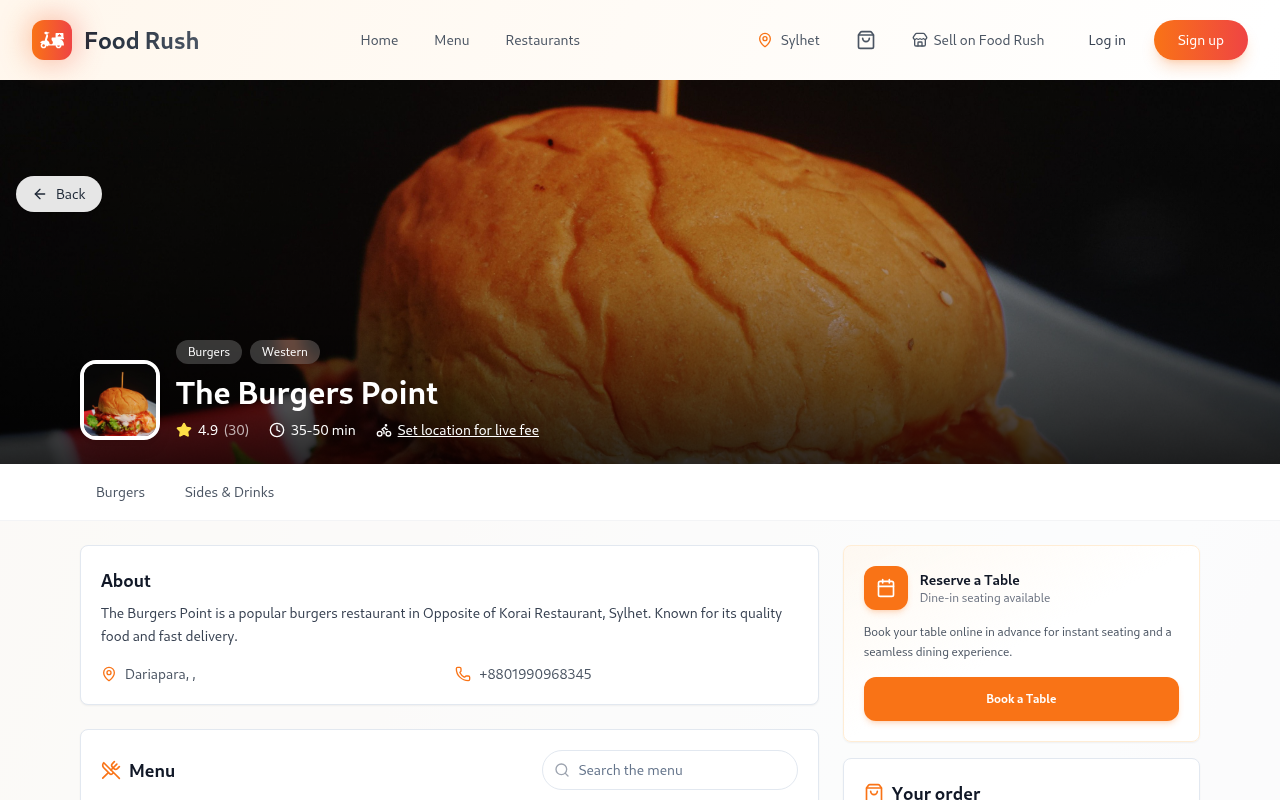 Food Rush
Home
Menu
Restaurants
Sylhet
Sell on Food Rush
Log in
Sign up
Back
Burgers
Western
The Burgers Point
4.9 (30)
35-50 min
Set location for live fee
Burgers
Sides & Drinks
About
The Burgers Point is a popular burgers restaurant in Opposite of Korai Restaurant, Sylhet. Known for its quality
food and fast delivery.
Dariapara, ,
+8801990968345
Menu
Search the menu
Reserve a Table
Dine-in seating available
Book your table online in advance for instant seating and a
seamless dining experience.
Book a Table
Your order